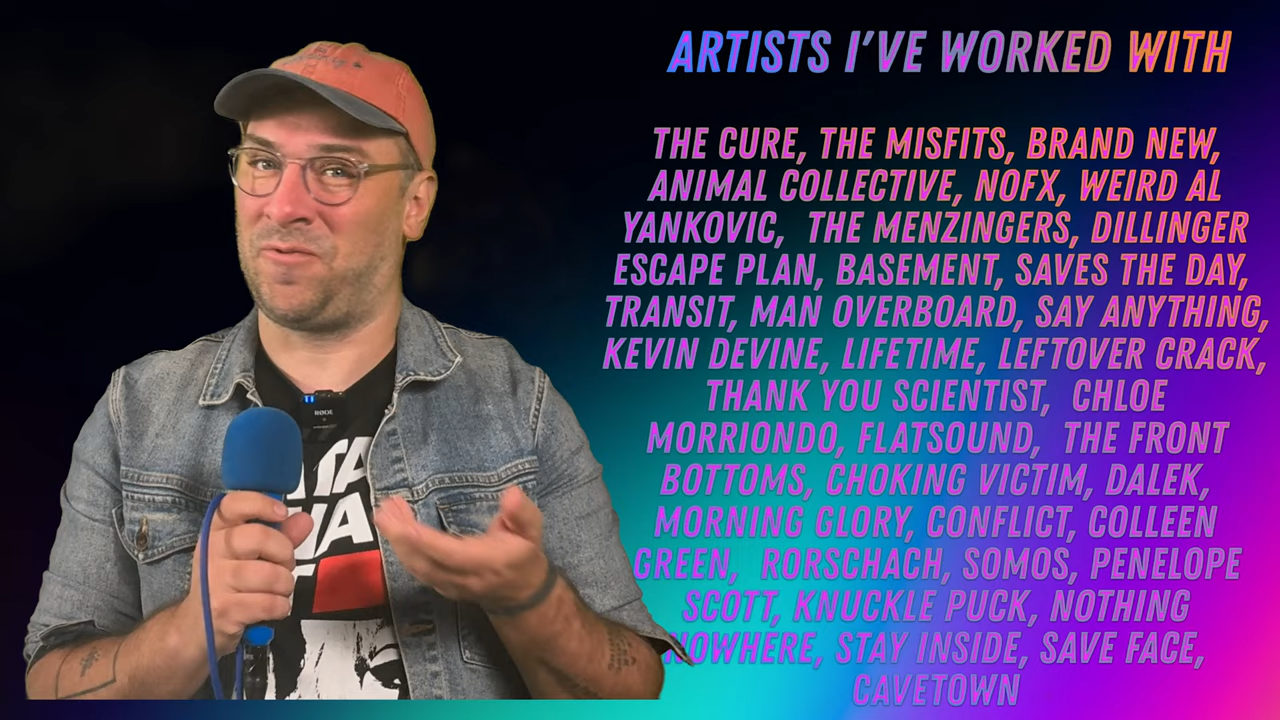 ARTISTS I'VE WORKED WITH
THE CURE, THE MISFITS, BRAND NEW,
ANIMAL COLLECTIVE, NOFX, WEIRD AL
YANKOVIC, THE MENZINGERS, DILLINGER
ESCAPE PLAN, BASEMENT, SAVES THE DAY,
TRANSIT, MAN OVERBOARD, SAY ANYTHING,
KEVIN DEVINE, LIFETIME, LEFTOVER CRACK,
THANK YOU SCIENTIST, CHLOE
MORRIONDO, FLATSOUND, THE FRONT
BOTTOMS, CHOKING VICTIM, DALEK,
MORNING GLORY, CONFLICT, COLLEEN
GREEN, RORSCHACH, SOMOS, PENELOPE
SCOTT, KNUCKLE PUCK, NOTHING
NOWHERE, STAY INSIDE, SAVE FACE,
CAVETOWN
RØDE